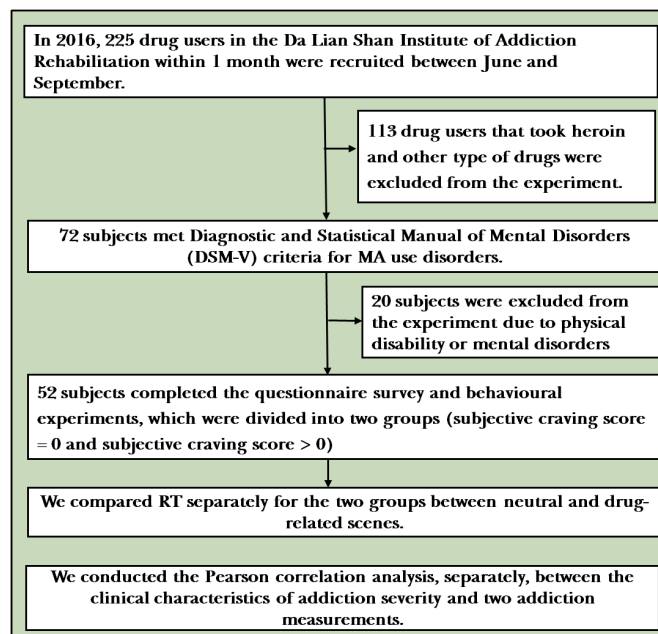 In 2016, 225 drug users in the Da Lian Shan Institute of Addiction
Rehabilitation within 1 month were recruited between June and
September.
113 drug users that took heroin
and other type of drugs were
excluded from the experiment.
72 subjects met Diagnostic and Statistical Manual of Mental Disorders
(DSM-V) criteria for MA use disorders.
20 subjects were excluded from
the experiment due to physical
disability or mental disorders
52 subjects completed the questionnaire survey and behavioural
experiments, which were divided into two groups (subjective craving score
= 0 and subjective craving score > 0)
We compared RT separately for the two groups between neutral and drug-
related scenes.
We conducted the Pearson correlation analysis, separately, between the
clinical characteristics of addiction severity and two addiction
measurements.